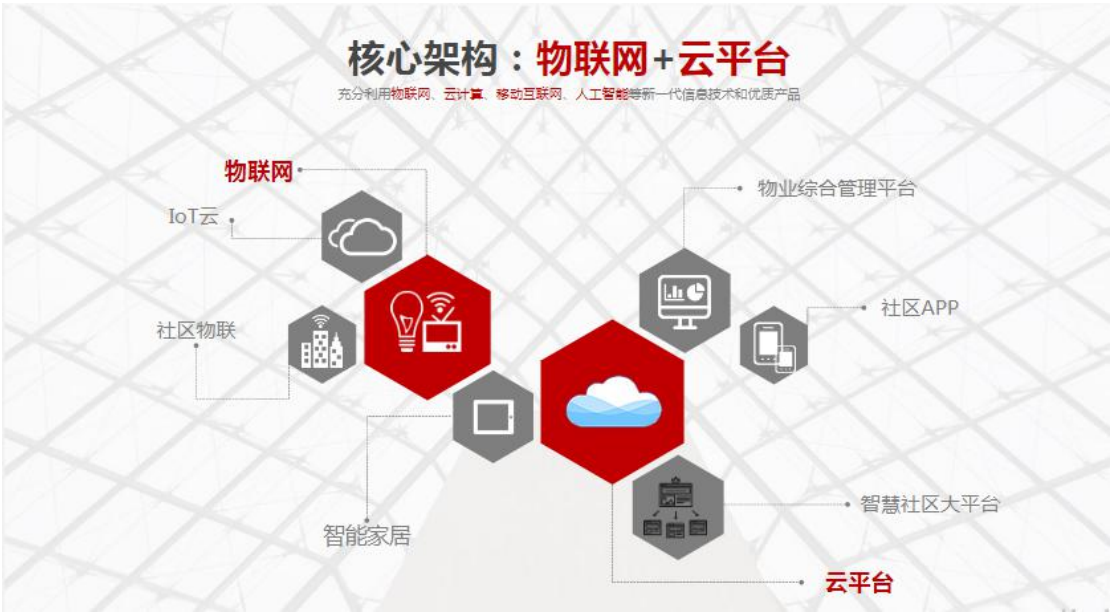 核心架构：物联网+云平台
充分利用物联网、云计算、移动互联网、人工智能等新一代信息技术和优质产品
物联网
IoT云
社区物联
智能家居
物业综合管理平台
社区APP
智慧社区大平台
云平台